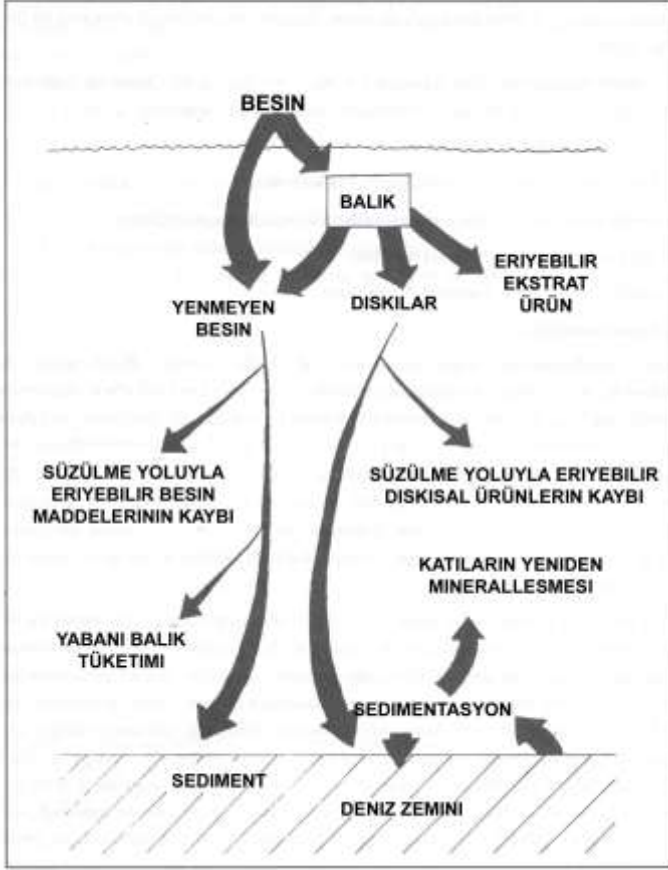 BESIN
BALIK
ERIYEBILIR
EKSTRAT
ÜRÜN
YENMEYEN
BESIN
DISKILAR
SÜZÜLME YOLUYLA
ERIYEBILIR BESIN
MADDELERININ KAYBI
SÜZÜLME YOLUYLA ERIYEBILIR
DISKISAL ÜRÜNLERIN KAYBI
KATILARIN YENIDEN
MINERALLESMESI
YABANI BALIK
TÜKETIMI
SEDIMENTASYON
SEDIMENT
DENIZ ZEMINI